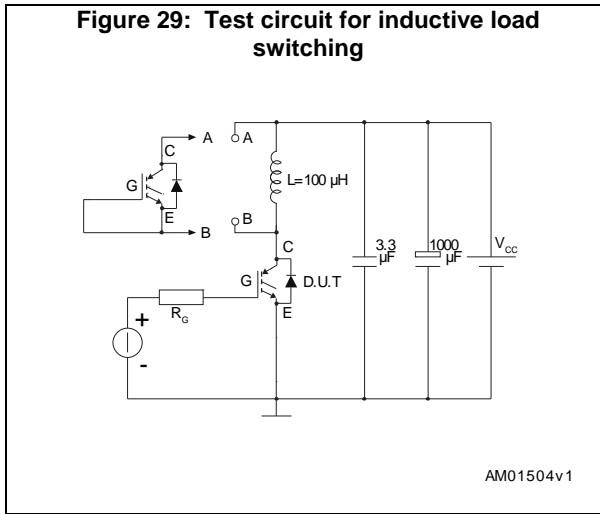 Figure 29: Test circuit for inductive load
switching
A
A
C
G
L=100 µH
E
B
B
C
3.3
µF
1000
µF
VCC
G
D.U.T
RG
E
+
-
AM01504v1